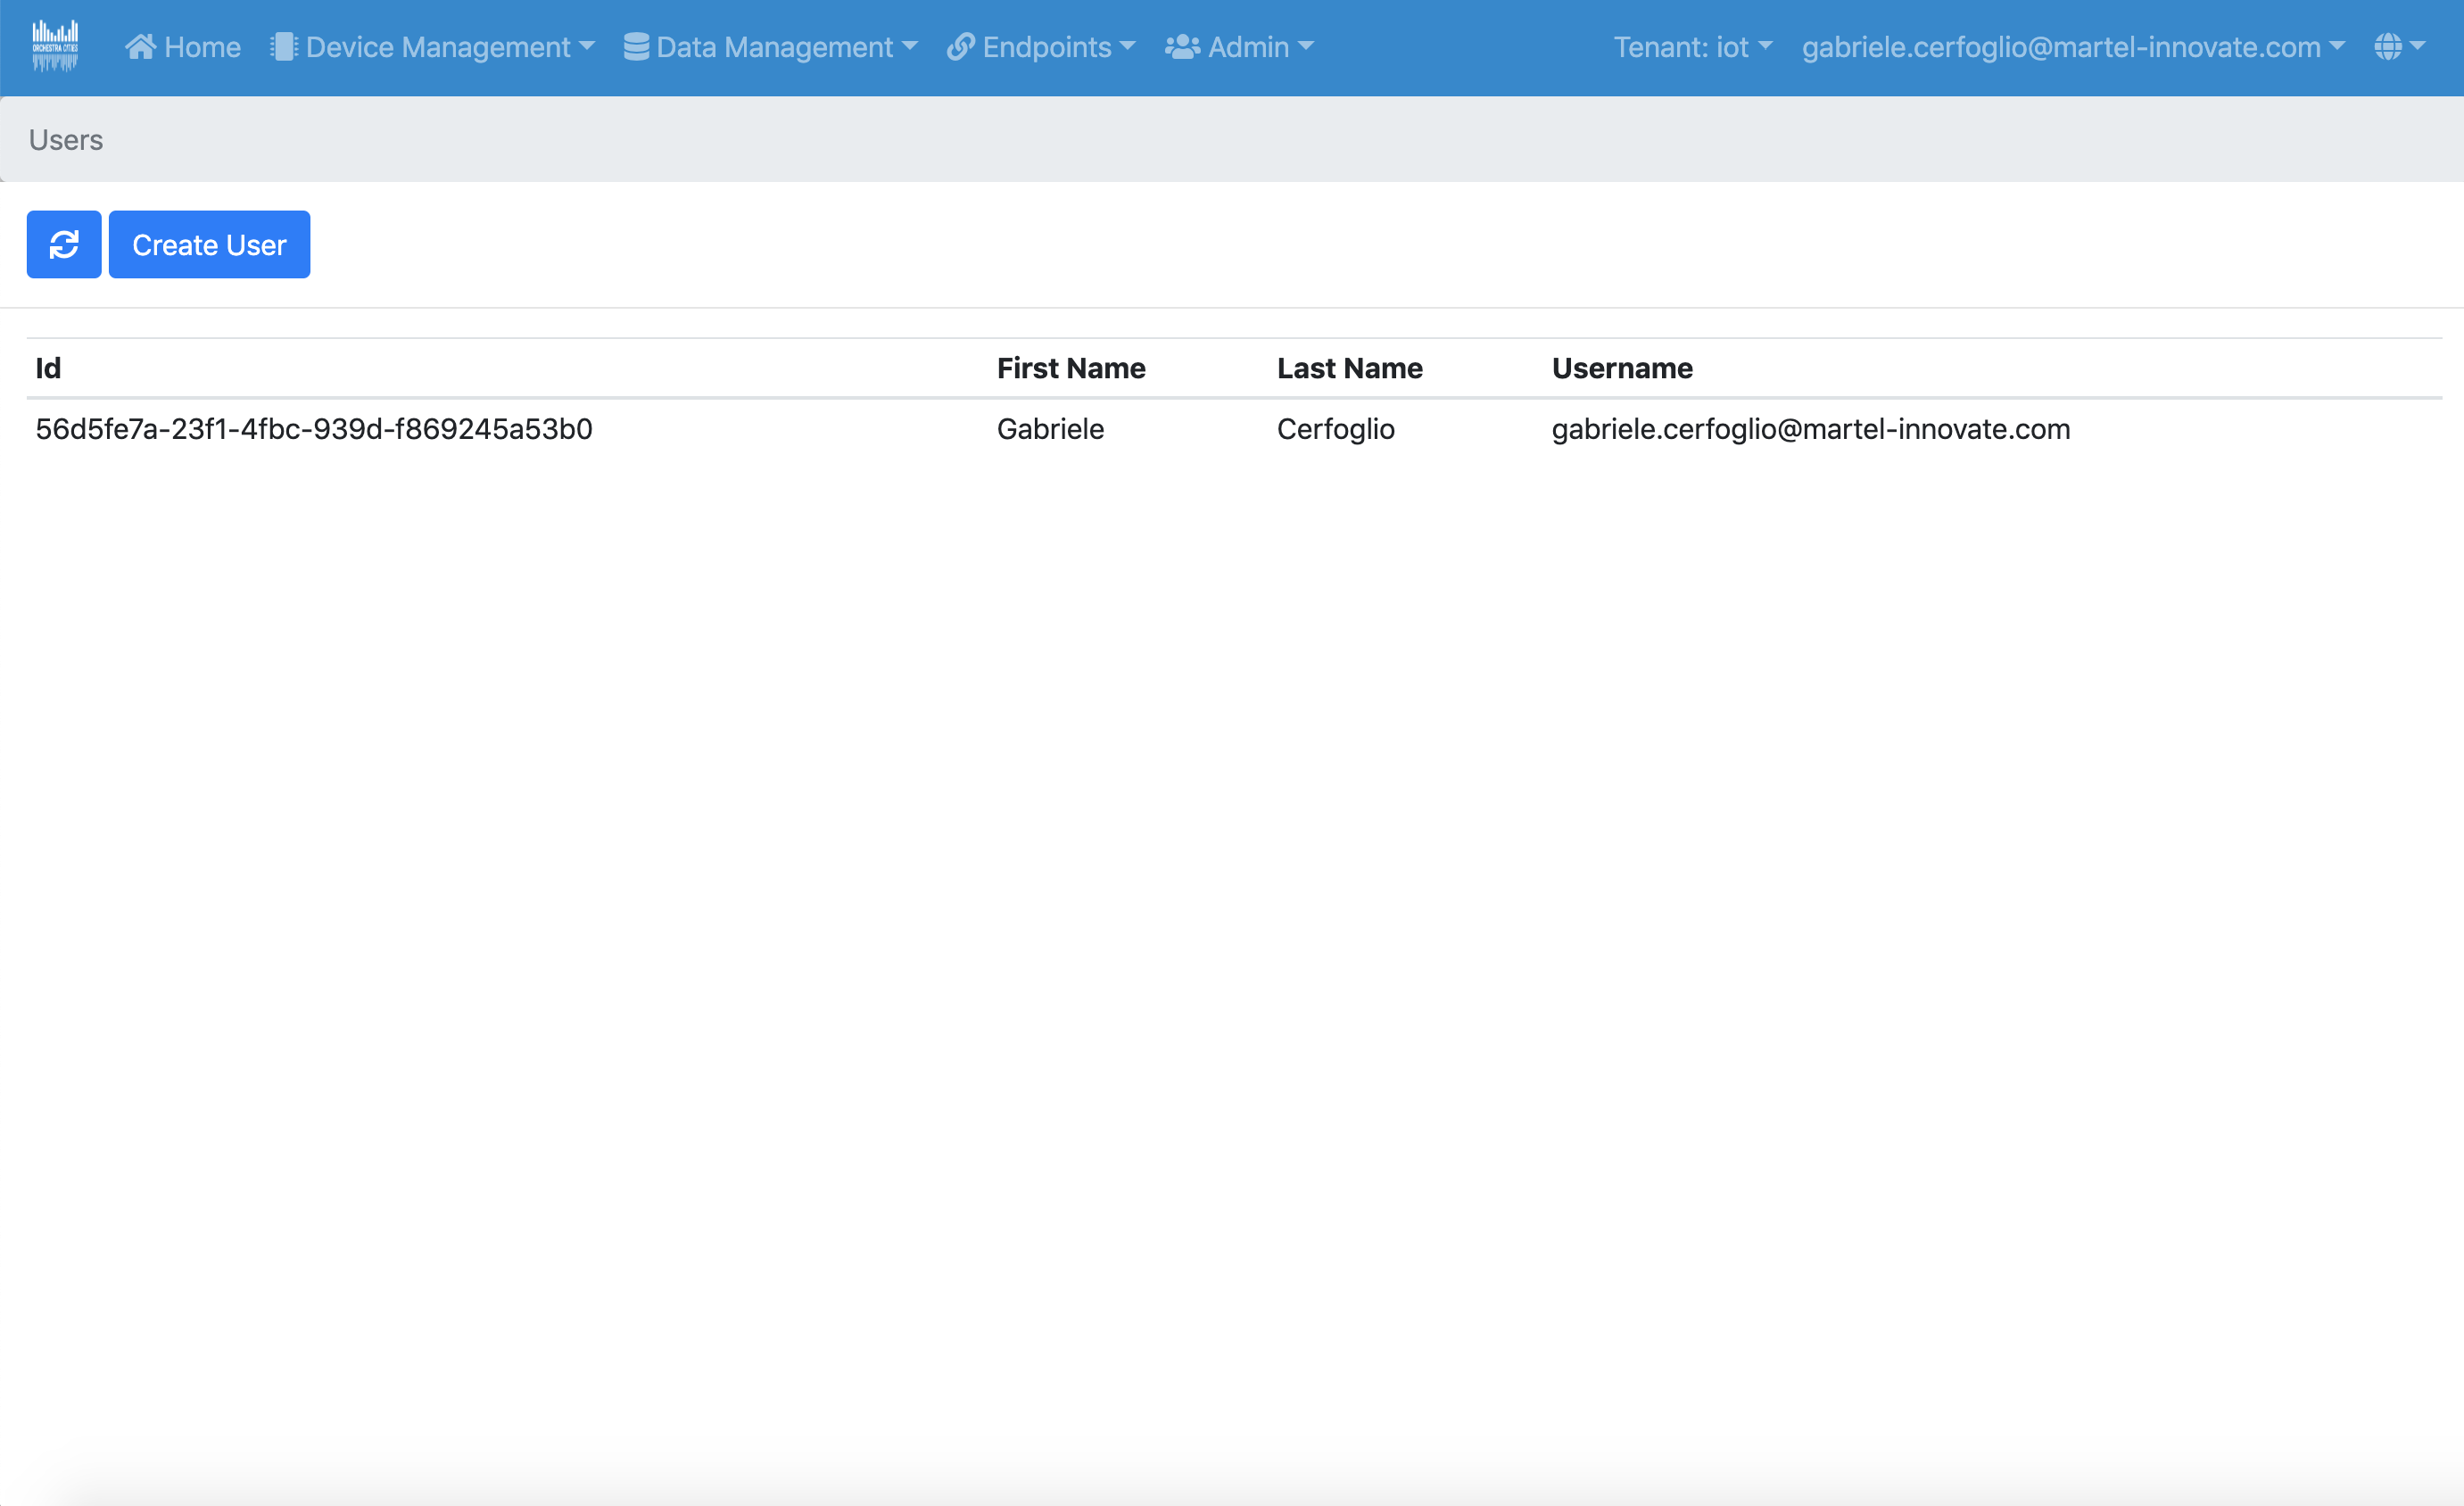 ORCHESTRA CITIES
Home Device Management Data Management Endpoints Admin Tenant: iot gabriele.cerfoglio@martel-innovate.com
Users
Create User
Id First Name Last Name Username
56d5fe7a-23f1-4fbc-939d-f869245a53b0 Gabriele Cerfoglio gabriele.cerfoglio@martel-innovate.com